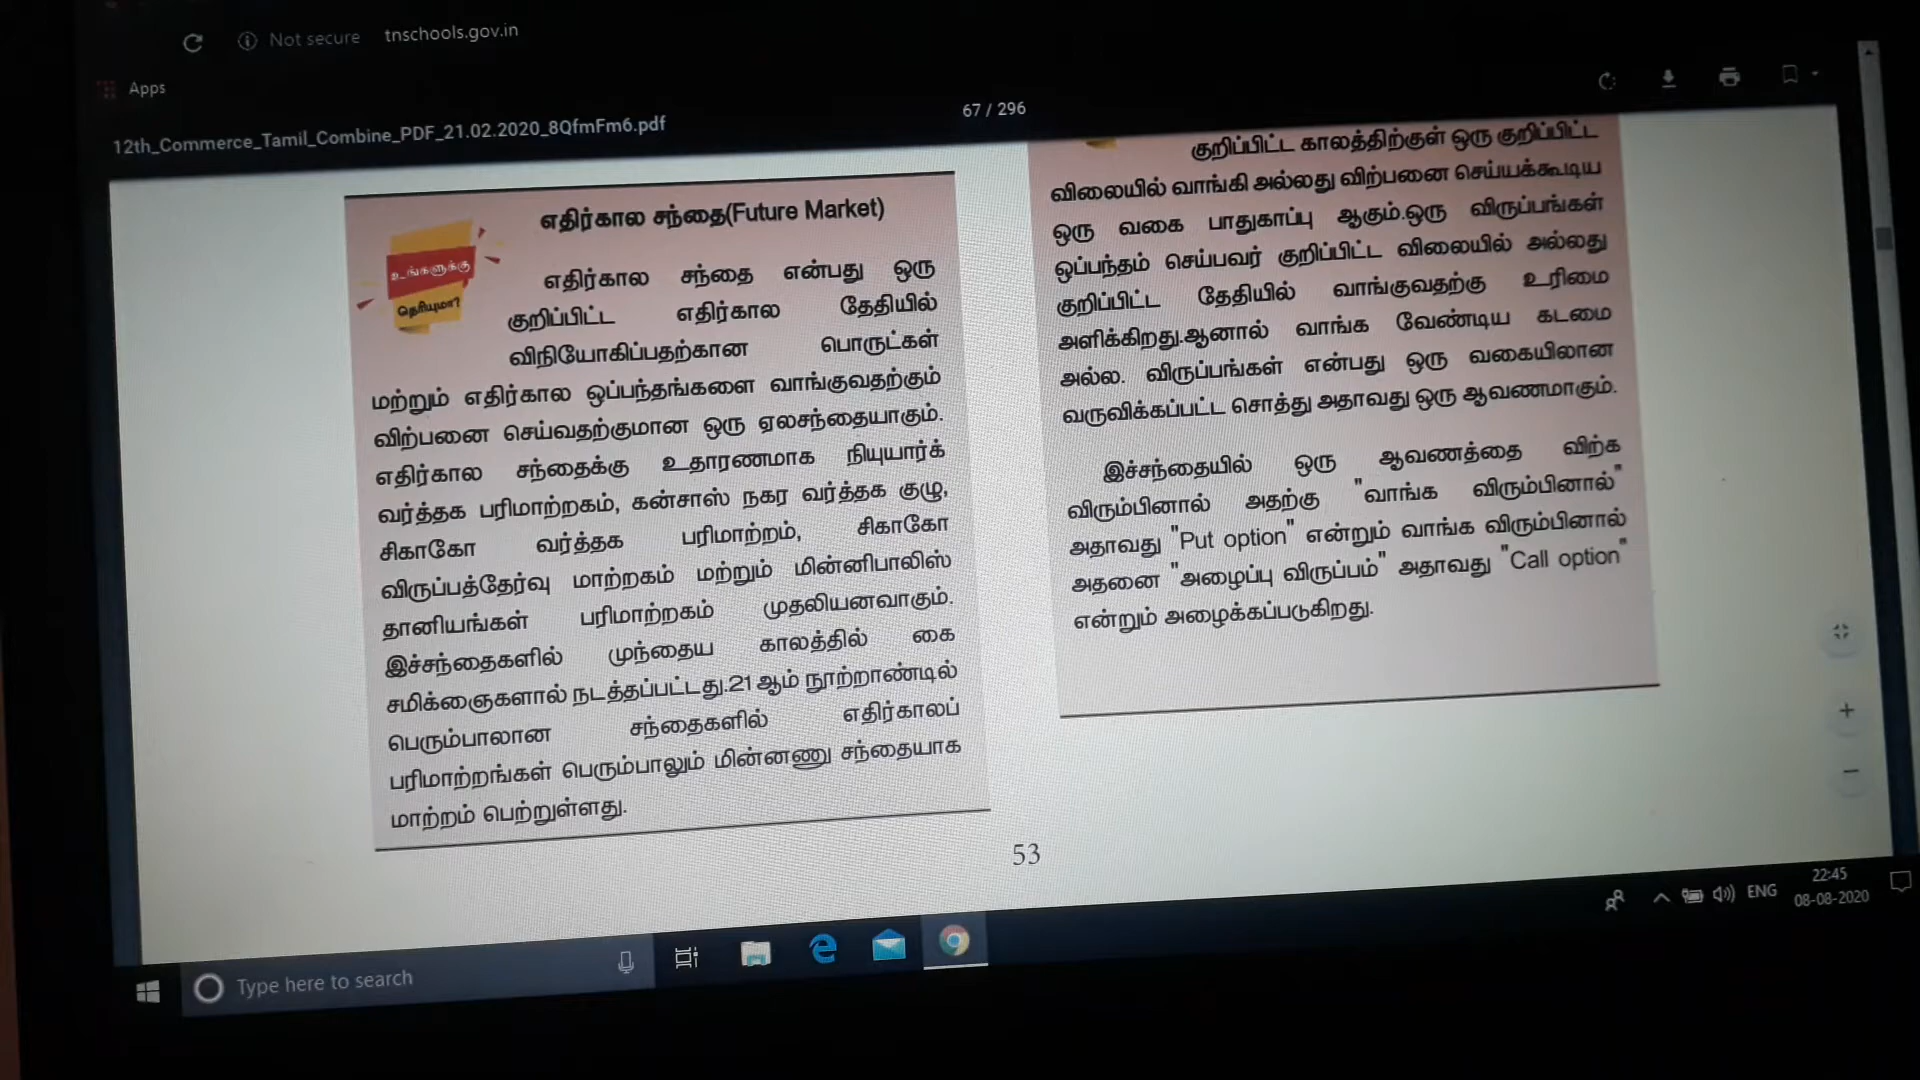 Not secure tnschools.gov.in
Apps
12th_Commerce_Tamil_Combine_PDF_21.02.2020_8QfmFm6.pdf
67 / 296
உங்களுக்கு
தெரியுமா?
எதிர்கால சந்தை(Future Market)
எதிர்கால சந்தை என்பது ஒரு
குறிப்பிட்ட எதிர்கால தேதியில்
விநியோகிப்பதற்கான பொருட்கள்
மற்றும் எதிர்கால ஒப்பந்தங்களை வாங்குவதற்கும்
விற்பனை செய்வதற்குமான ஒரு ஏலசந்தையாகும்.
எதிர்கால சந்தைக்கு உதாரணமாக நியுயார்க்
வர்த்தக பரிமாற்றகம், கன்சாஸ் நகர வர்த்தக குழு,
சிகாகோ வர்த்தக பரிமாற்றம், சிகாகோ
விருப்பத்தேர்வு மாற்றகம் மற்றும் மின்னிபாலிஸ்
தானியங்கள் பரிமாற்றகம் முதலியனவாகும்.
இச்சந்தைகளில் முந்தைய காலத்தில் கை
சமிக்ஞைகளால் நடத்தப்பட்டது.21 ஆம் நூற்றாண்டில்
பெரும்பாலான சந்தைகளில் எதிர்காலப்
பரிமாற்றங்கள் பெரும்பாலும் மின்னணு சந்தையாக
மாற்றம் பெற்றுள்ளது.
குறிப்பிட்ட காலத்திற்குள் ஒரு குறிப்பிட்ட
விலையில் வாங்கி அல்லது விற்பனை செய்யக்கூடிய
ஒரு வகை பாதுகாப்பு ஆகும்.ஒரு விருப்பங்கள்
ஒப்பந்தம் செய்பவர் குறிப்பிட்ட விலையில் அல்லது
குறிப்பிட்ட தேதியில் வாங்குவதற்கு உரிமை
அளிக்கிறது.ஆனால் வாங்க வேண்டிய கடமை
அல்ல. விருப்பங்கள் என்பது ஒரு வகையிலான
வருவிக்கப்பட்ட சொத்து அதாவது ஒரு ஆவணமாகும்.
இச்சந்தையில் ஒரு ஆவணத்தை விற்க
விரும்பினால் அதற்கு "வாங்க விரும்பினால்"
அதாவது "Put option" என்றும் வாங்க விரும்பினால்
அதனை "அழைப்பு விருப்பம்" அதாவது "Call option"
என்றும் அழைக்கப்படுகிறது.
53
Type here to search
ENG
22:45
08-08-2020